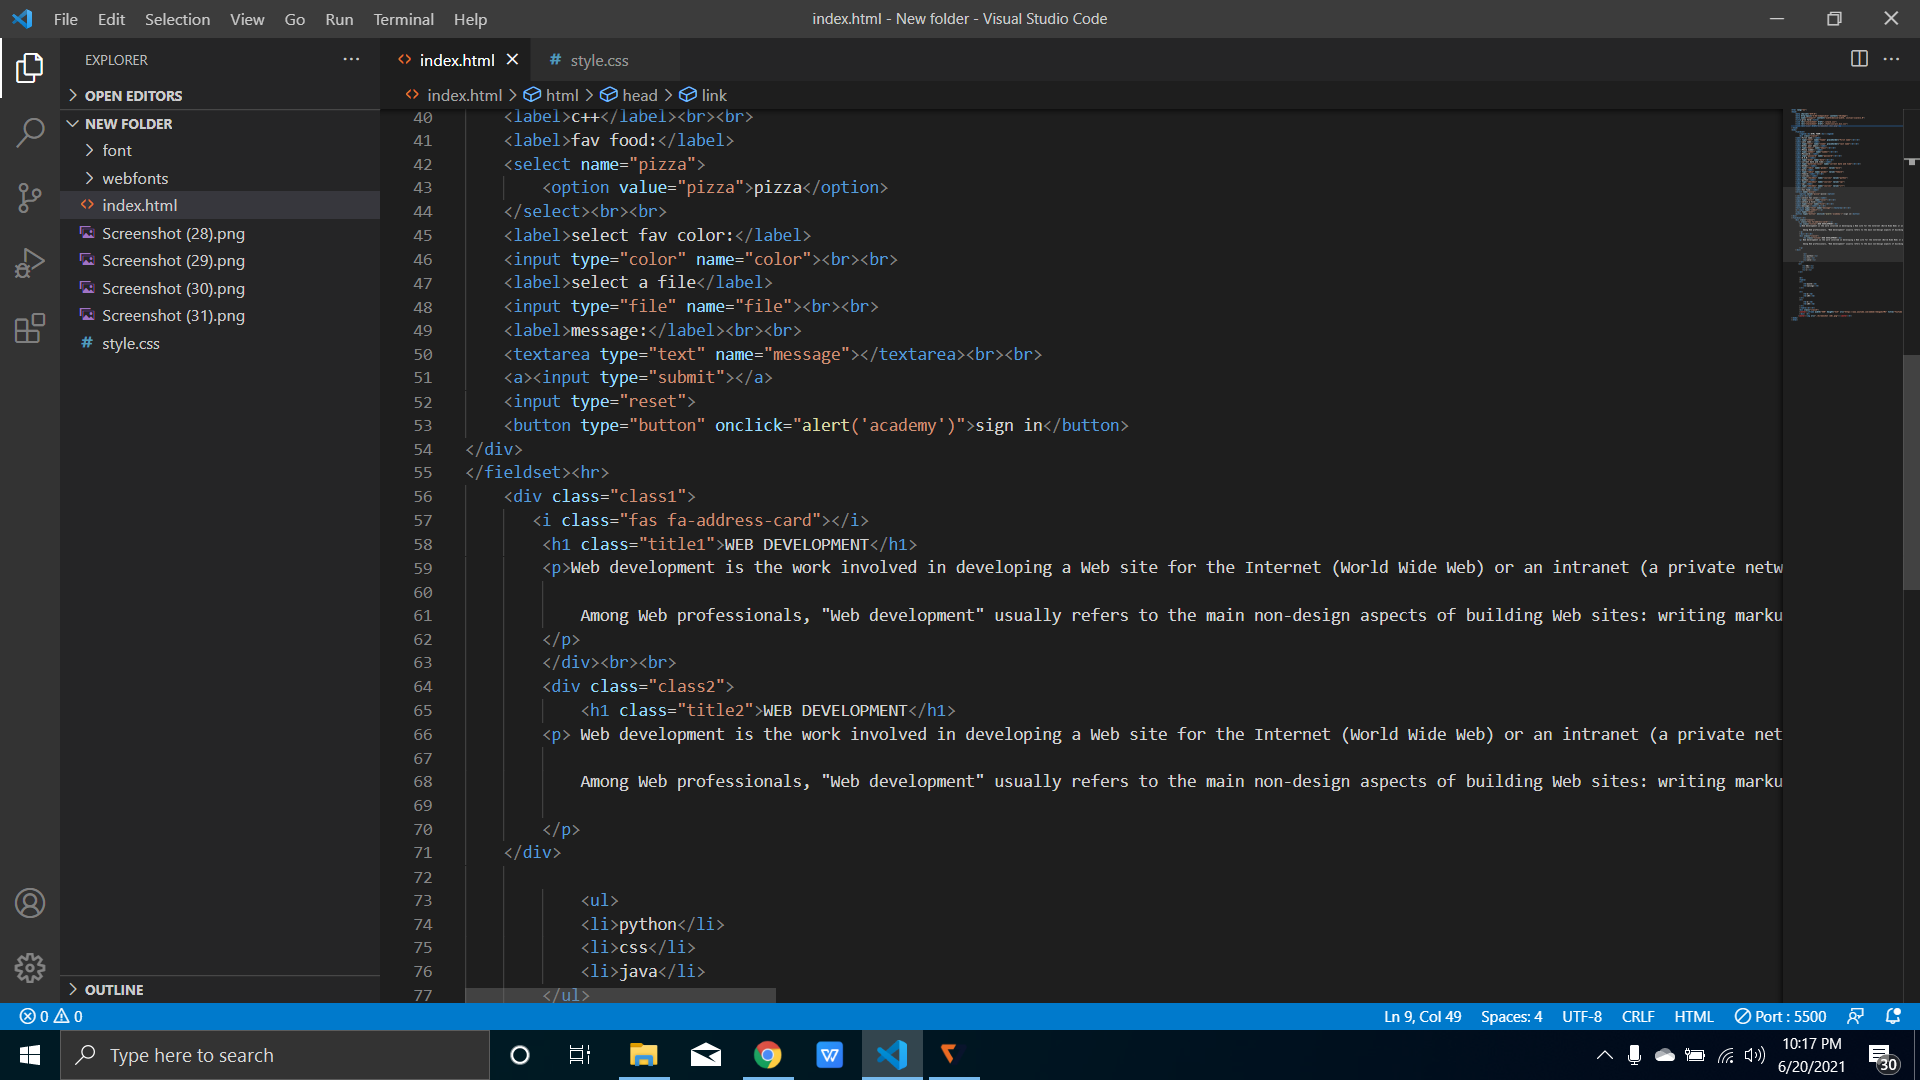 File Edit Selection View Go Run Terminal Help
index.html - New folder - Visual Studio Code
EXPLORER
OPEN EDITORS
NEW FOLDER
font
webfonts
index.html
Screenshot (28).png
Screenshot (29).png
Screenshot (30).png
Screenshot (31).png
style.css
OUTLINE
index.html
# style.css
index.html > html > head > link
40 <label>c++</label><br><br>
41 <label>fav food:</label>
42 <select name="pizza">
43 <option value="pizza">pizza</option>
44 </select><br><br>
45 <label>select fav color:</label>
46 <input type="color" name="color"><br><br>
47 <label>select a file</label>
48 <input type="file" name="file"><br><br>
49 <label>message:</label><br><br>
50 <textarea type="text" name="message"></textarea><br><br>
51 <a><input type="submit"></a>
52 <input type="reset">
53 <button type="button" onclick="alert('academy')">sign in</button>
54 </div>
55 </fieldset><hr>
56 <div class="class1">
57 <i class="fas fa-address-card"></i>
58 <h1 class="title1">WEB DEVELOPMENT</h1>
59 <p>Web development is the work involved in developing a Web site for the Internet (World Wide Web) or an intranet (a private netw
60
61 Among Web professionals, "Web development" usually refers to the main non-design aspects of building Web sites: writing marku
62 </p>
63 </div><br><br>
64 <div class="class2">
65 <h1 class="title2">WEB DEVELOPMENT</h1>
66 <p> Web development is the work involved in developing a Web site for the Internet (World Wide Web) or an intranet (a private net
67
68 Among Web professionals, "Web development" usually refers to the main non-design aspects of building Web sites: writing marku
69
70 </p>
71 </div>
72
73 <ul>
74 <li>python</li>
75 <li>css</li>
76 <li>java</li>
77 </ul>
0 0
Ln 9, Col 49 Spaces: 4 UTF-8 CRLF HTML Port : 5500
Type here to search
W
10:17 PM
6/20/2021
30